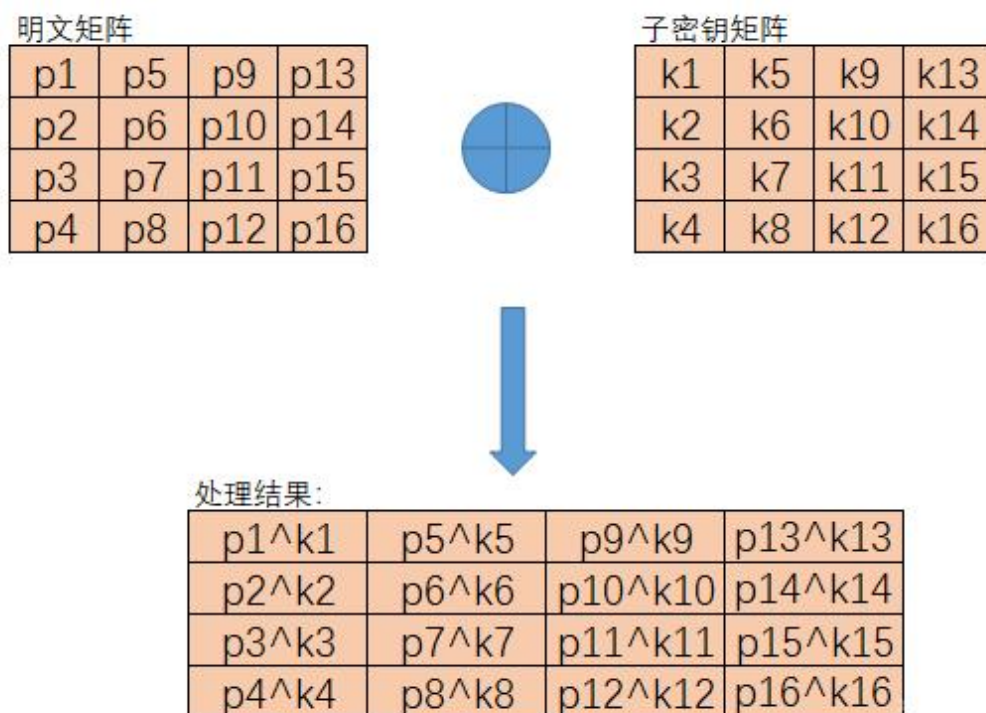 明文矩阵 子密钥矩阵
p1 p5 p9 p13 k1 k5 k9 k13
p2 p6 p10 p14 k2 k6 k10 k14
p3 p7 p11 p15 k3 k7 k11 k15
p4 p8 p12 p16 k4 k8 k12 k16
处理结果:
p1^k1 p5^k5 p9^k9 p13^k13
p2^k2 p6^k6 p10^k10 p14^k14
p3^k3 p7^k7 p11^k11 p15^k15
p4^k4 p8^k8 p12^k12 p16^k16